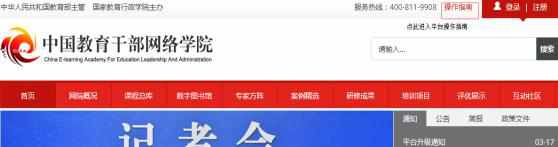 中华人民共和国教育部主管 国家教育行政学院主办
服务热线：400-811-9908 操作指南 登录 | 注册
点此进入平台操作指南
中国教育干部网络学院
China E-learning Academy For Education Leadership And Administration
请输入... 搜索
首页 网院概况 课程总库 数字图书馆 专家方阵 案例精选 研修成果 培训项目 评优展示 互动社区
记者会
通知 公告 简报 政策文件
平台升级通知 03-17